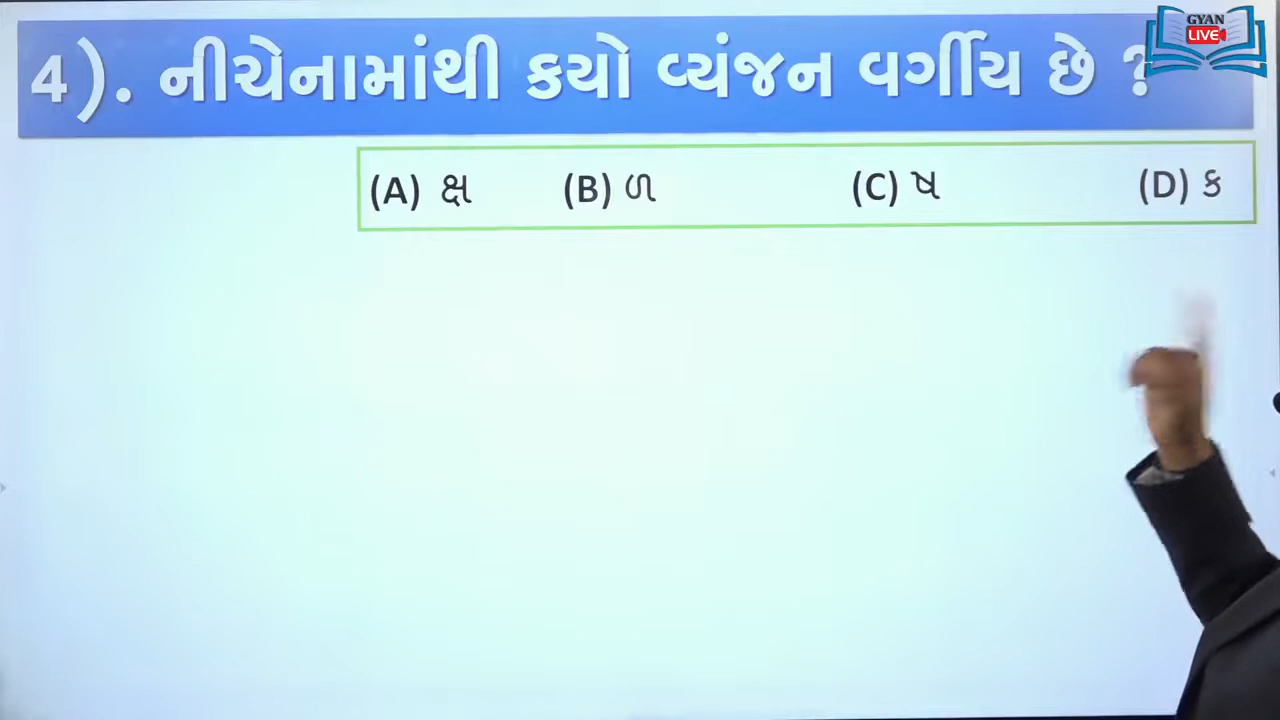 GYAN
LIVE
4). નીચેનામાંથી કયો વ્યંજન વર્ગીય છે ?
(A) ક્ષ (B) ળ (C) ષ (D) ક